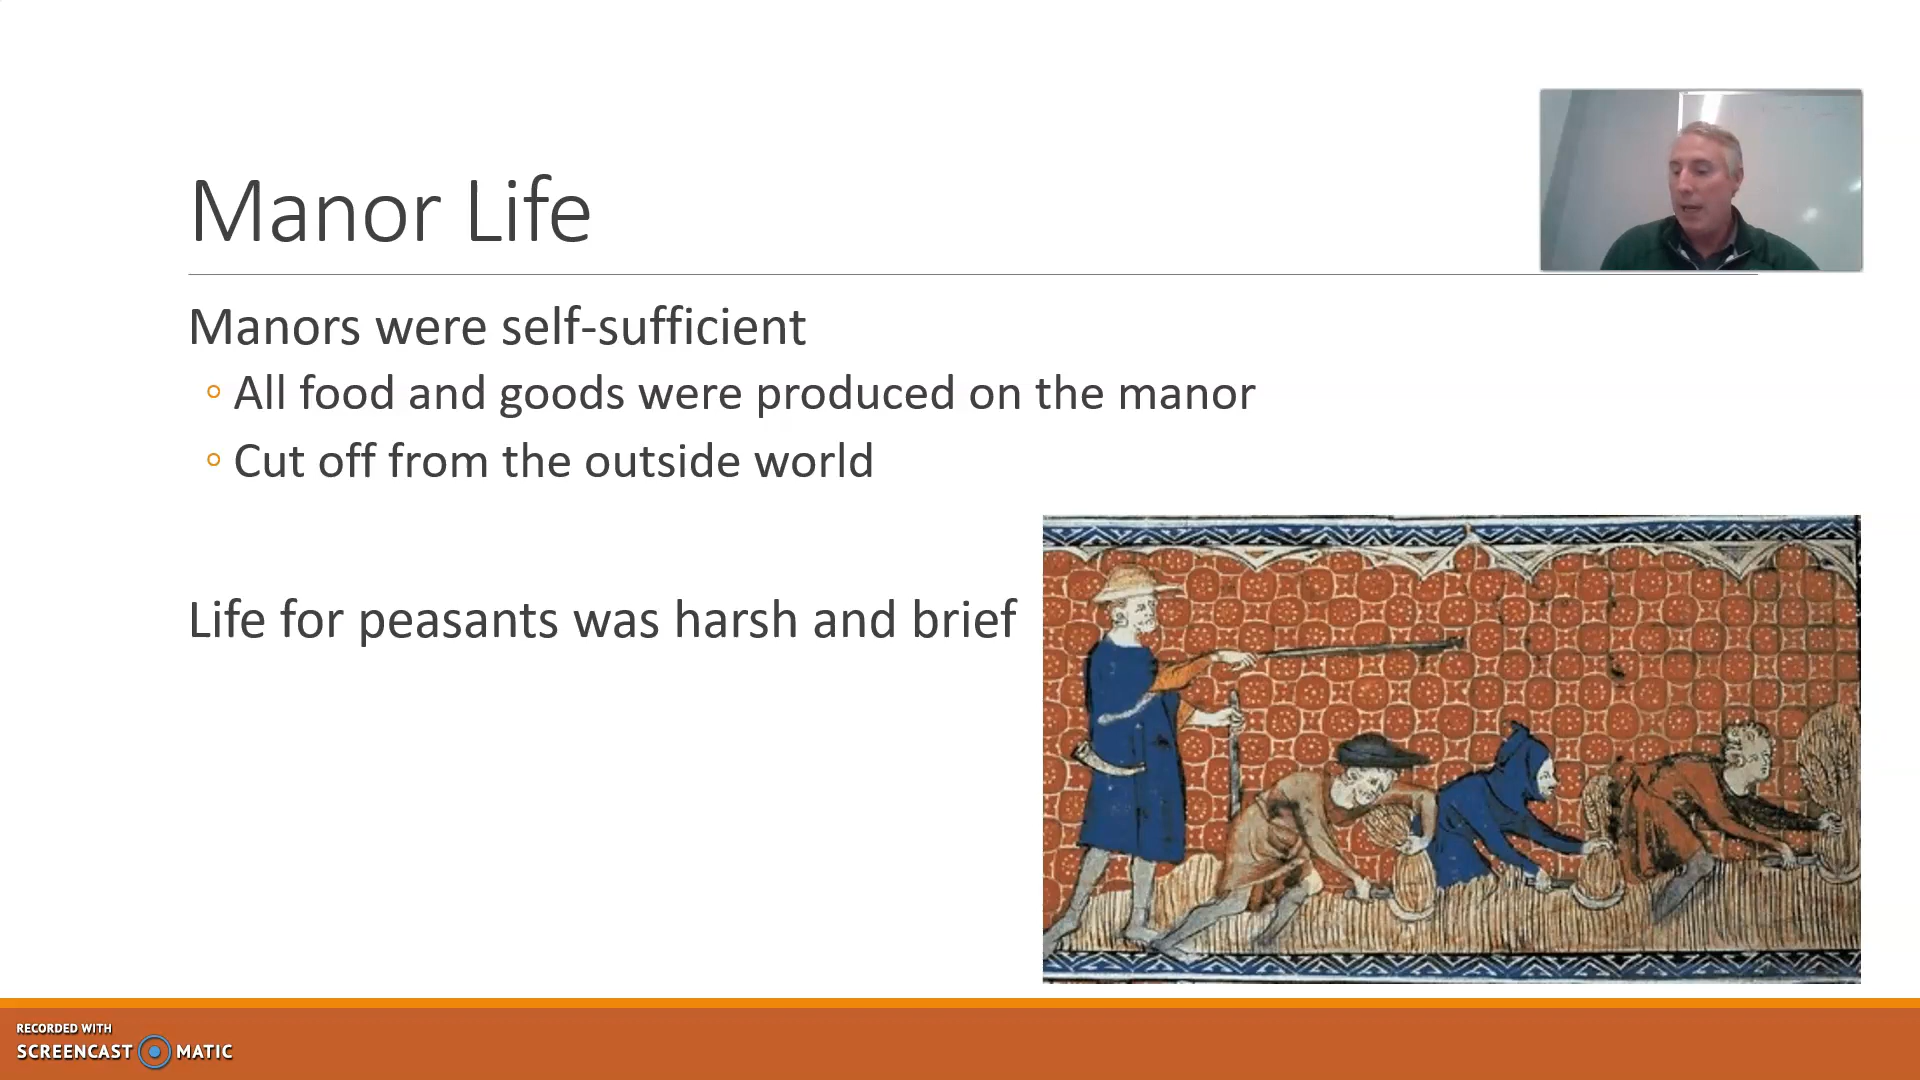 Manor Life
Manors were self-sufficient
All food and goods were produced on the manor
Cut off from the outside world
Life for peasants was harsh and brief
RECORDED WITH
SCREENCAST MATIC